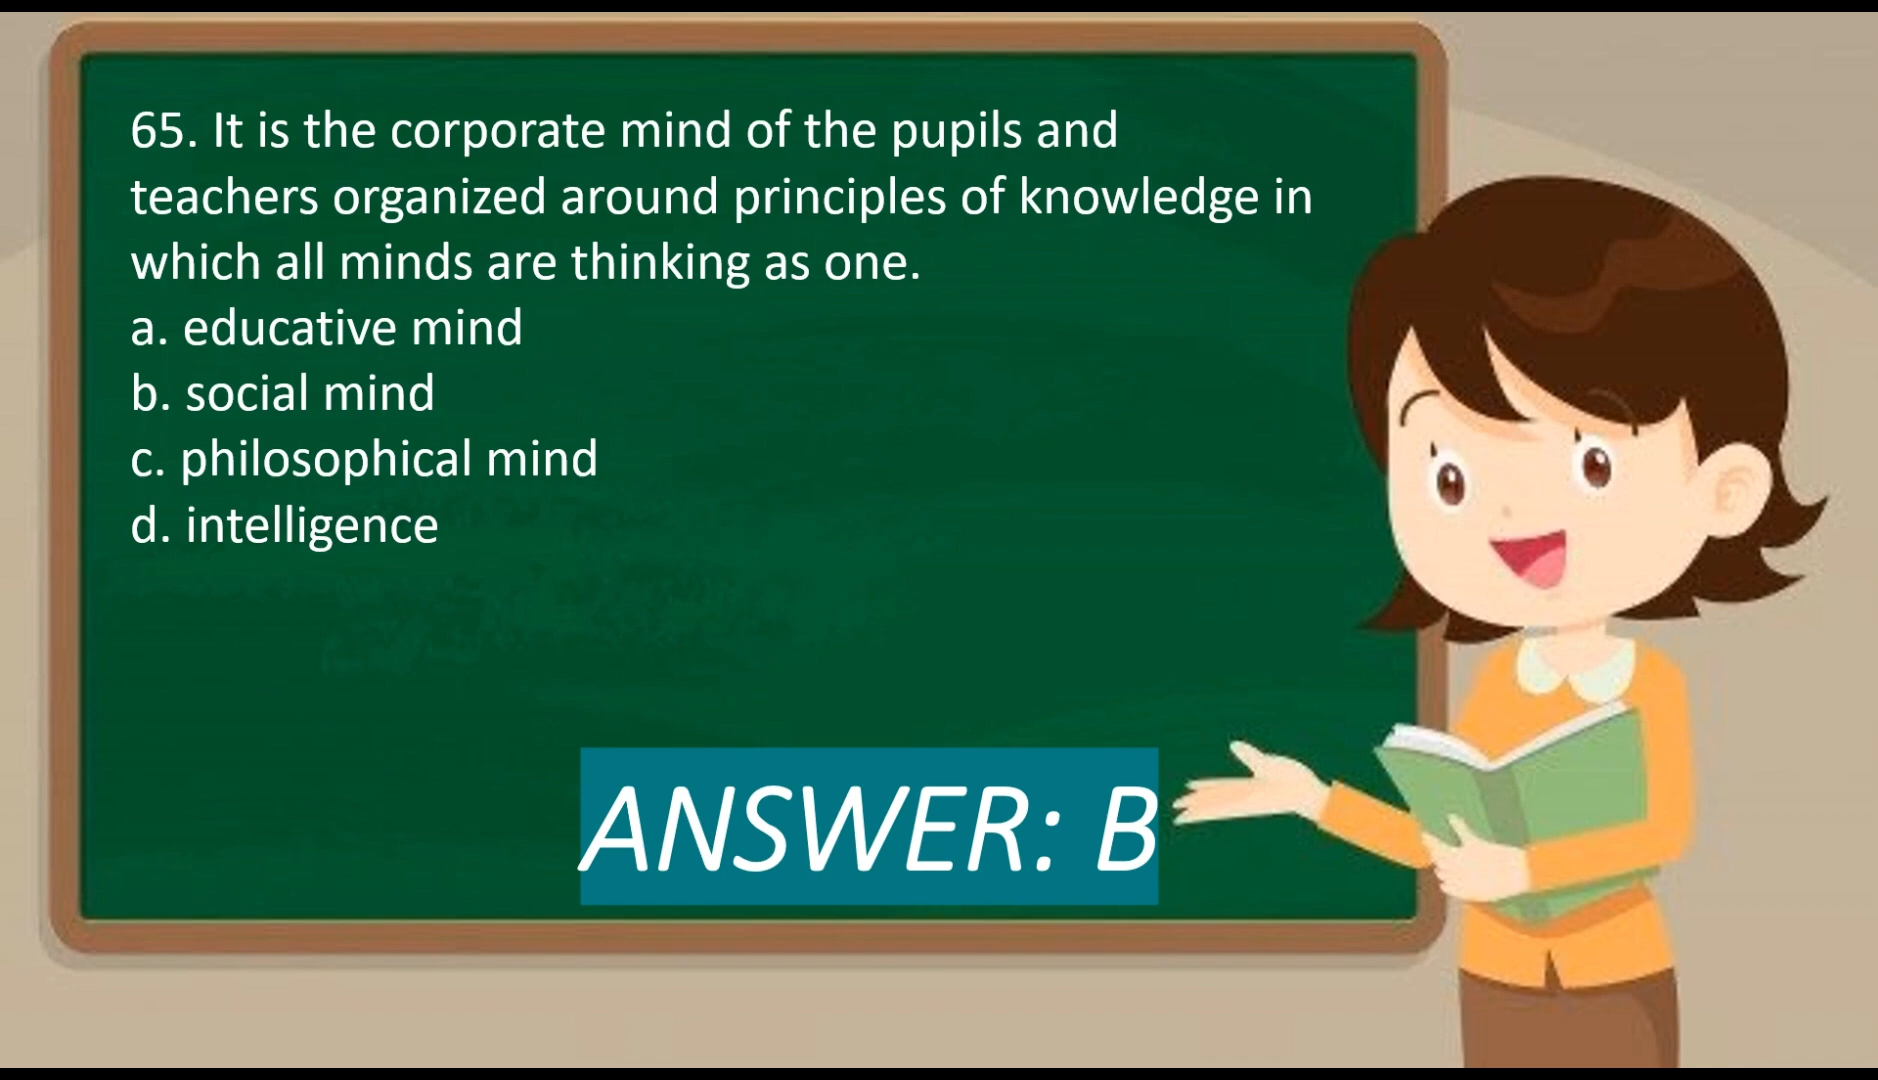 65. It is the corporate mind of the pupils and
teachers organized around principles of knowledge in
which all minds are thinking as one.
a. educative mind
b. social mind
c. philosophical mind
d. intelligence
ANSWER: B